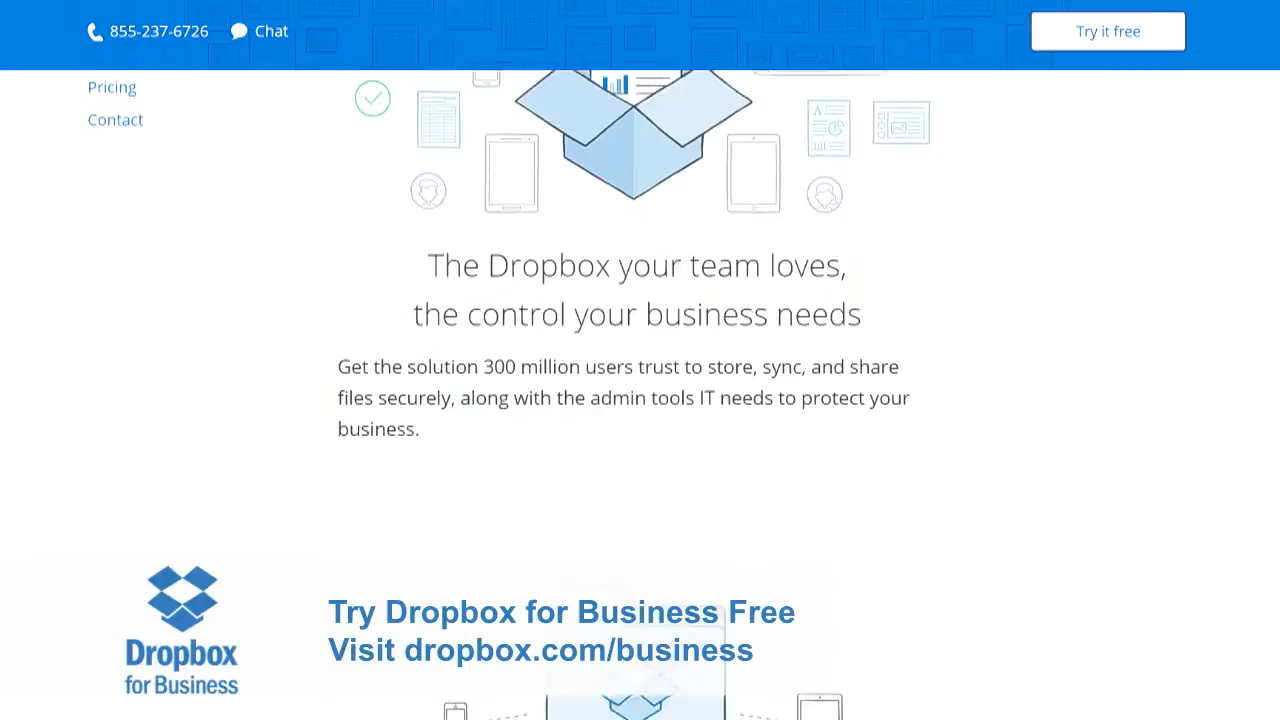 855-237-6726
Chat
Try it free
Pricing
Contact
The Dropbox your team loves,
the control your business needs
Get the solution 300 million users trust to store, sync, and share
files securely, along with the admin tools IT needs to protect your
business.
Dropbox
for Business
Try Dropbox for Business Free
Visit dropbox.com/business